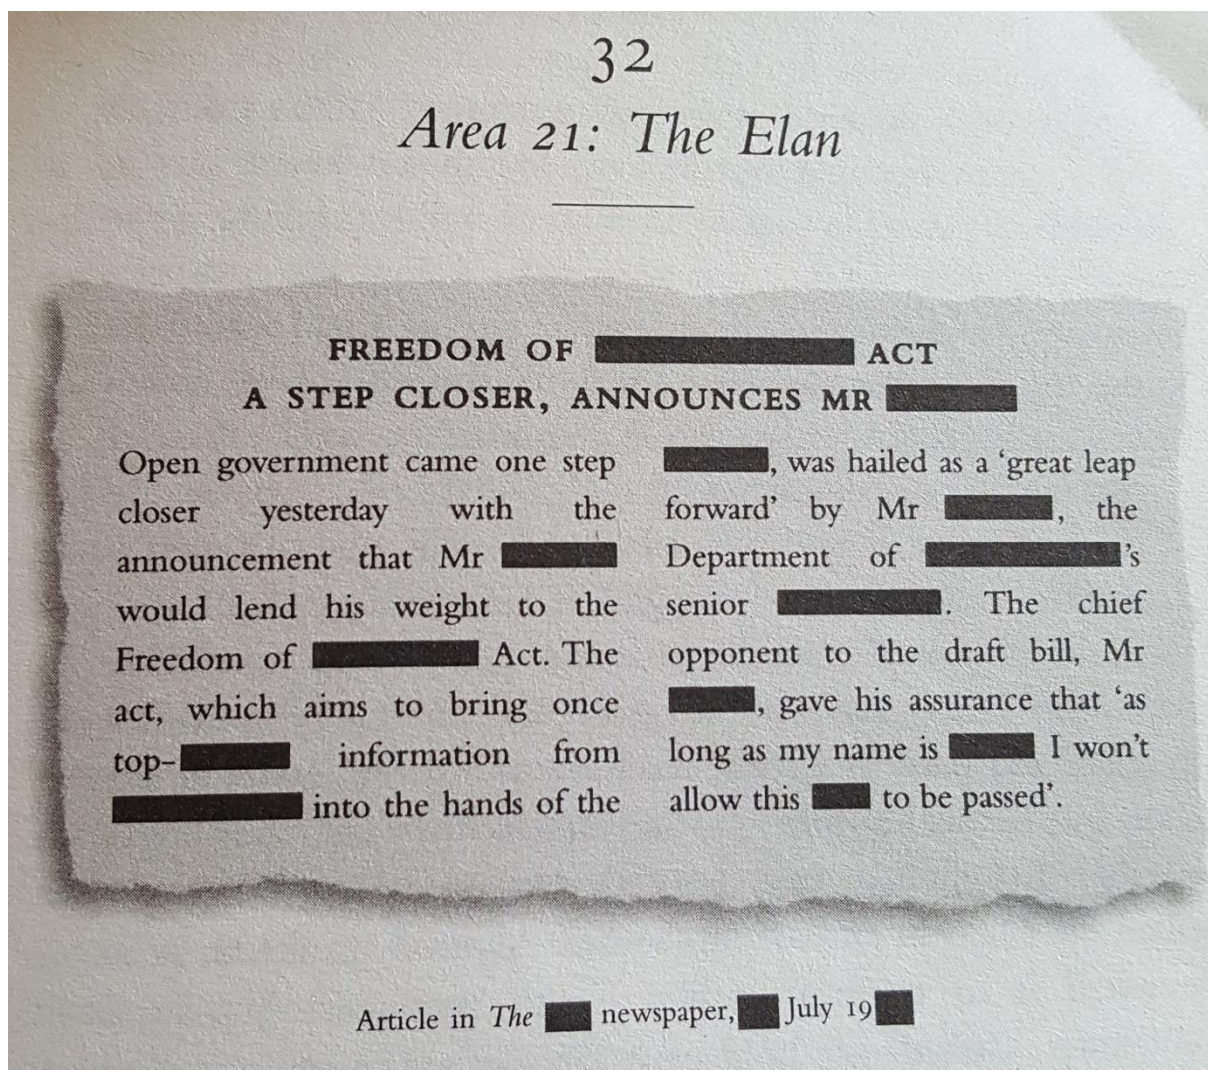 32
Area 21: The Elan
FREEDOM OF ACT
A STEP CLOSER, ANNOUNCES MR
Open government came one step
closer yesterday with the
announcement that Mr
would lend his weight to the
Freedom of Act. The
act, which aims to bring once
top- information from
into the hands of the
, was hailed as a ‘great leap
forward’ by Mr , the
Department of ’s
senior . The chief
opponent to the draft bill, Mr
, gave his assurance that ‘as
long as my name is I won’t
allow this to be passed’.
Article in The newspaper, July 19